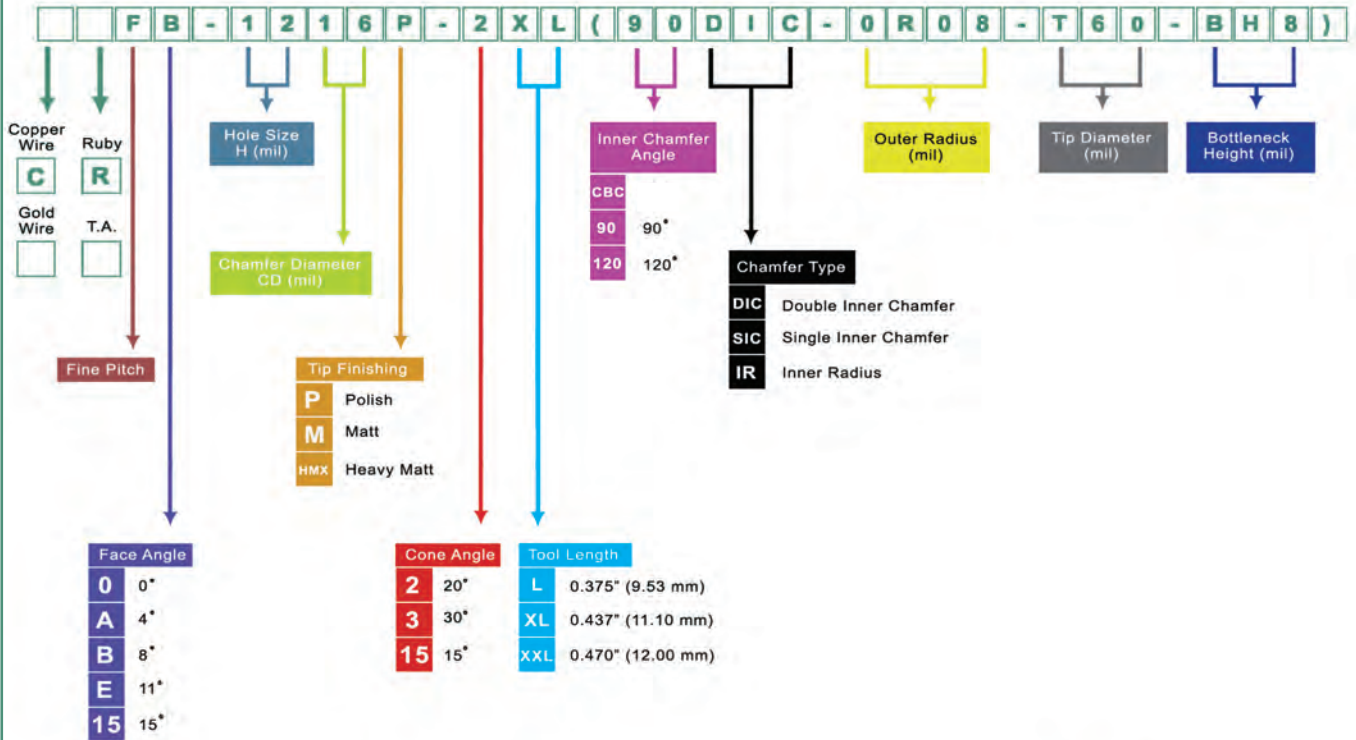 FB-1216P-2XL(90DIC-0R08-T60-BH8)
Copper
Wire
C
Gold
Wire
Ruby
R
T.A.
Hole Size
H (mil)
Chamfer Diameter
CD (mil)
Inner Chamfer
Angle
CBC
90 90°
120 120°
Outer Radius
(mil)
Tip Diameter
(mil)
Bottleneck
Height (mil)
Chamfer Type
DIC Double Inner Chamfer
SIC Single Inner Chamfer
IR Inner Radius
Fine Pitch
Tip Finishing
P Polish
M Matt
HMX Heavy Matt
Face Angle
0 0°
A 4°
B 8°
E 11°
15 15°
Cone Angle
2 20°
3 30°
15 15°
Tool Length
L 0.375" (9.53 mm)
XL 0.437" (11.10 mm)
XXL 0.470" (12.00 mm)